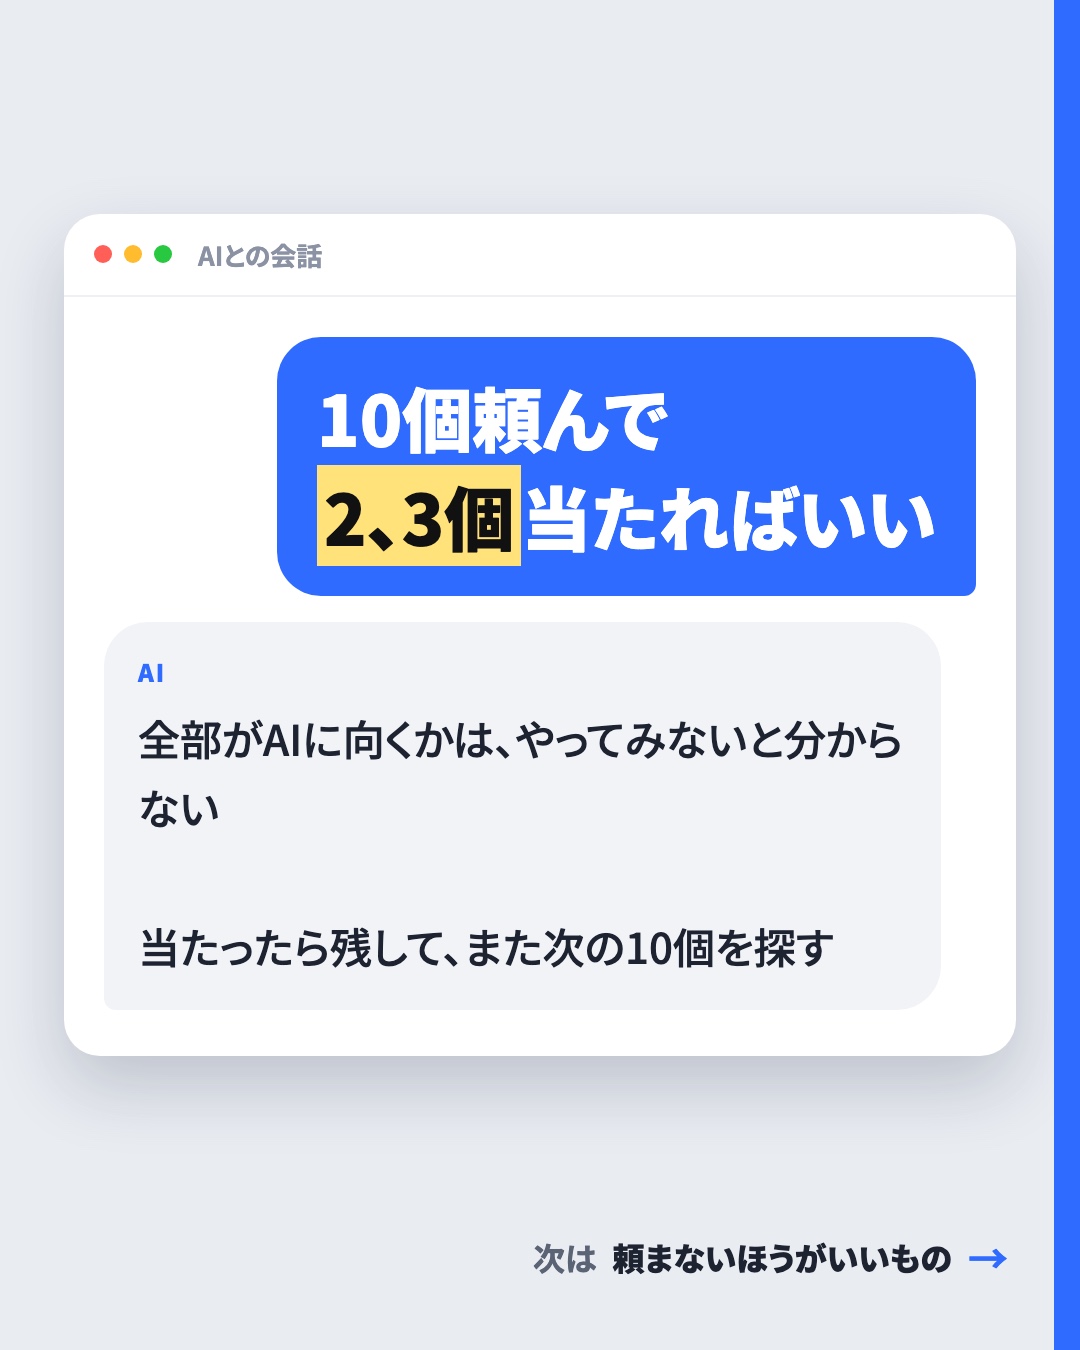 AIとの会話
10個頼んで
2、3個当たればいい
AI
全部がAIに向くかは、やってみないと分から
ない
当たったら残して、また次の10個を探す
次は 頼まないほうがいいもの →